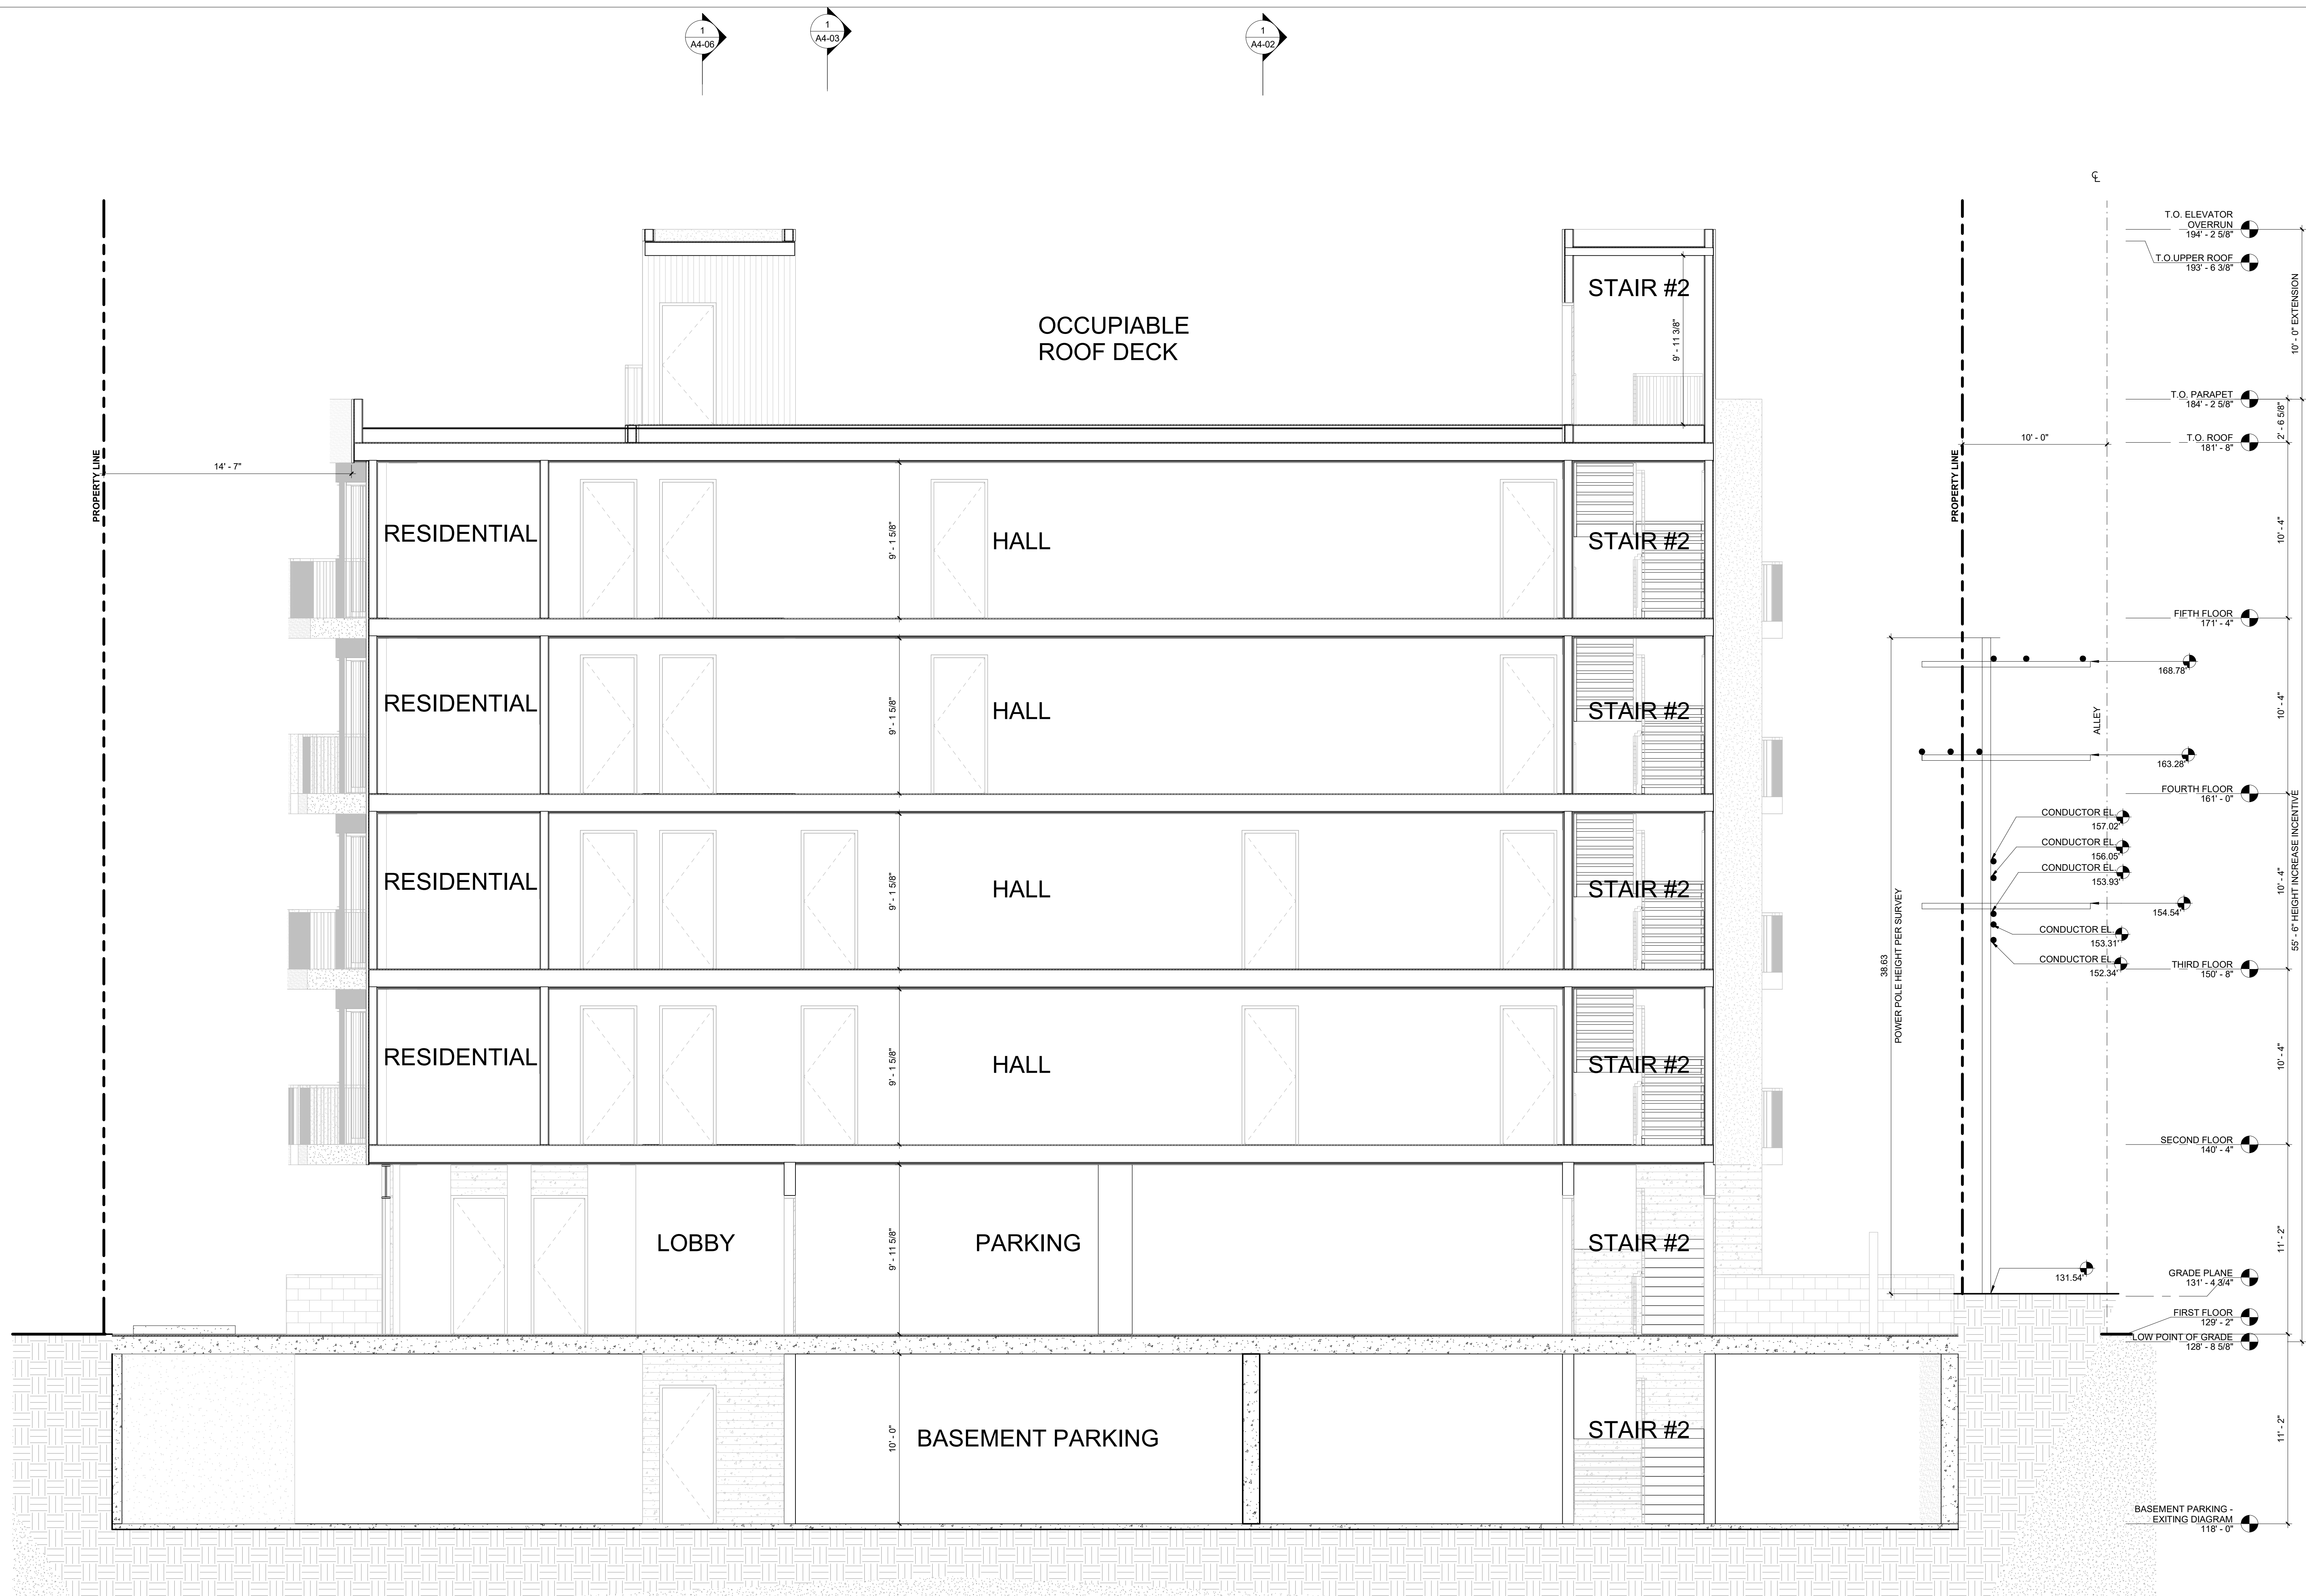 1
A4-06
1
A4-03
1
A4-02
℄
T.O. ELEVATOR
OVERRUN
194' - 2 5/8"
T.O.UPPER ROOF
193' - 6 3/8"
10' - 0" EXTENSION
STAIR #2
9' - 11 3/8"
OCCUPIABLE
ROOF DECK
T.O. PARAPET
184' - 2 5/8"
2' - 6 5/8"
T.O. ROOF
181' - 8"
PROPERTY LINE
14' - 7"
PROPERTY LINE
10' - 0"
RESIDENTIAL
9' - 1 5/8"
HALL
STAIR #2
10' - 4"
FIFTH FLOOR
171' - 4"
168.78'
RESIDENTIAL
9' - 1 5/8"
HALL
STAIR #2
ALLEY
10' - 4"
163.28'
FOURTH FLOOR
161' - 0"
55' - 6" HEIGHT INCREASE INCENTIVE
CONDUCTOR EL.
157.02'
CONDUCTOR EL.
156.05'
CONDUCTOR EL.
153.93'
RESIDENTIAL
9' - 1 5/8"
HALL
STAIR #2
10' - 4"
154.54'
CONDUCTOR EL.
153.31'
CONDUCTOR EL.
152.34'
38.63
POWER POLE HEIGHT PER SURVEY
THIRD FLOOR
150' - 8"
RESIDENTIAL
9' - 1 5/8"
HALL
STAIR #2
10' - 4"
SECOND FLOOR
140' - 4"
LOBBY
9' - 11 5/8"
PARKING
STAIR #2
11' - 2"
131.54'
GRADE PLANE
131' - 4 3/4"
FIRST FLOOR
129' - 2"
LOW POINT OF GRADE
128' - 8 5/8"
10' - 0"
BASEMENT PARKING
STAIR #2
11' - 2"
BASEMENT PARKING -
EXITING DIAGRAM
118' - 0"